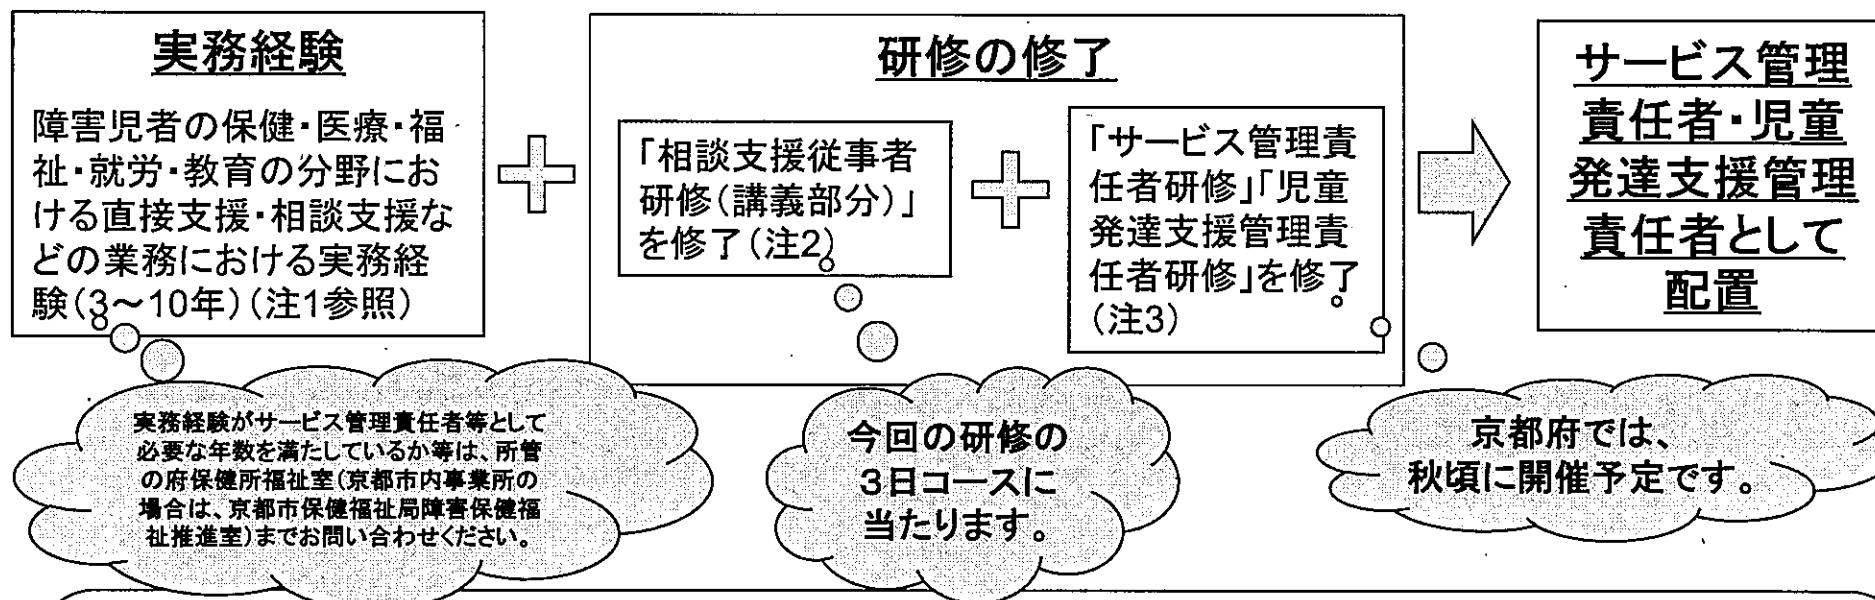 実務経験
障害児者の保健・医療・福
祉・就労・教育の分野にお
ける直接支援・相談支援な
どの業務における実務経
験(3～10年)(注1参照)
研修の修了
「相談支援従事者
研修(講義部分)」
を修了(注2)
「サービス管理責
任者研修」「児童
発達支援管理責
任者研修」を修了
(注3)
サービス管理
責任者・児童
発達支援管理
責任者として
配置
実務経験がサービス管理責任者等として
必要な年数を満たしているか等は、所管
の府保健所福祉室(京都市内事業所の
場合は、京都市保健福祉局障害保健福
祉推進室)までお問い合わせください。
今回の研修の
3日コースに
当たります。
京都府では、
秋頃に開催予定です。